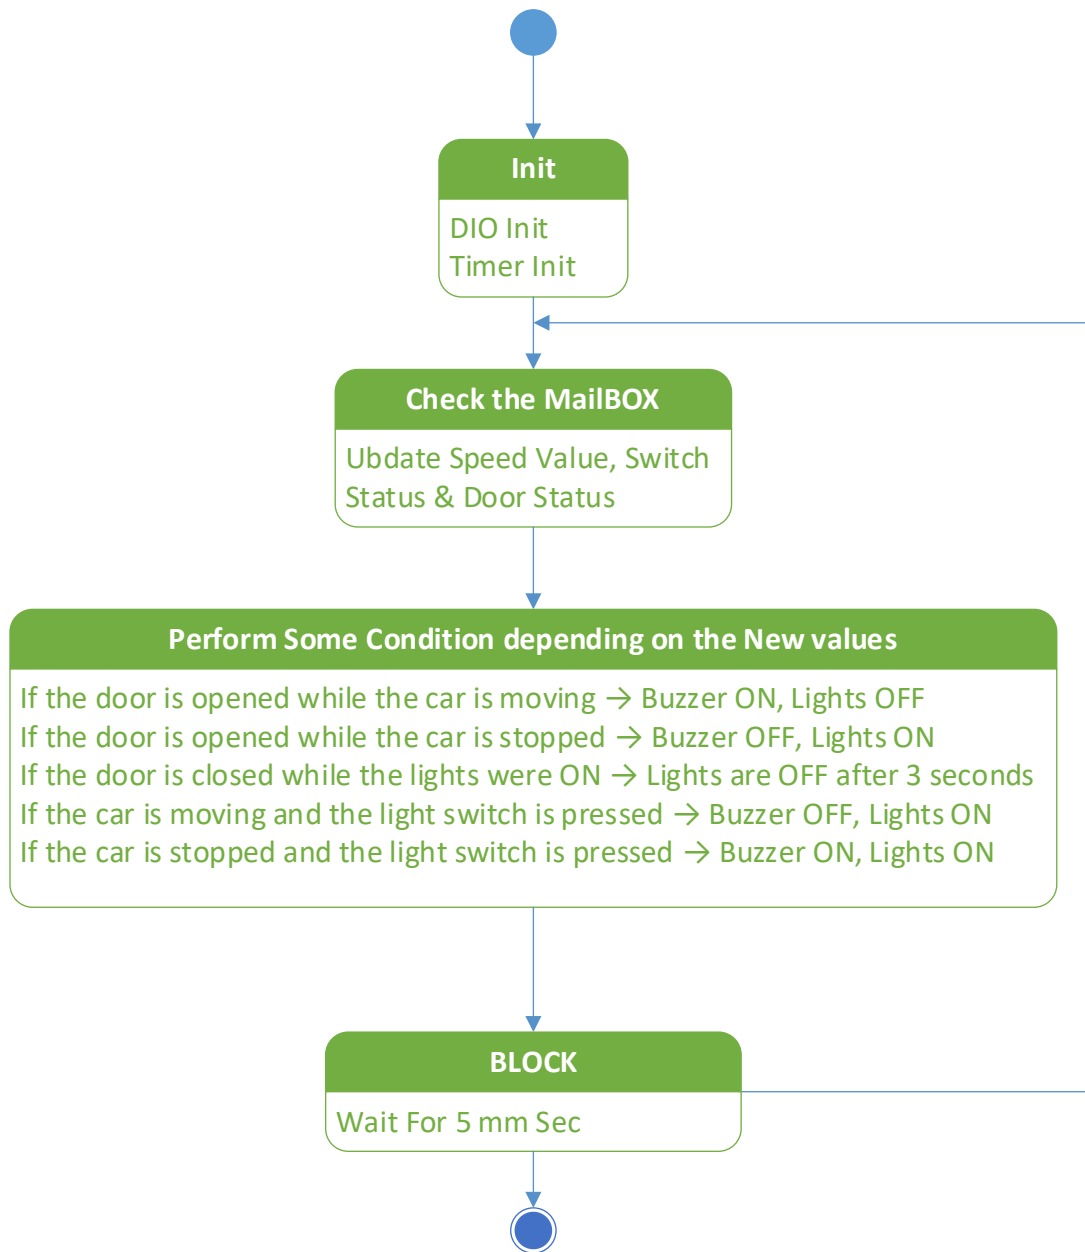 Init
DIO Init
Timer Init
Check the MailBOX
Ubdate Speed Value, Switch
Status & Door Status
Perform Some Condition depending on the New values
If the door is opened while the car is moving → Buzzer ON, Lights OFF
If the door is opened while the car is stopped → Buzzer OFF, Lights ON
If the door is closed while the lights were ON → Lights are OFF after 3 seconds
If the car is moving and the light switch is pressed → Buzzer OFF, Lights ON
If the car is stopped and the light switch is pressed → Buzzer ON, Lights ON
BLOCK
Wait For 5 mm Sec